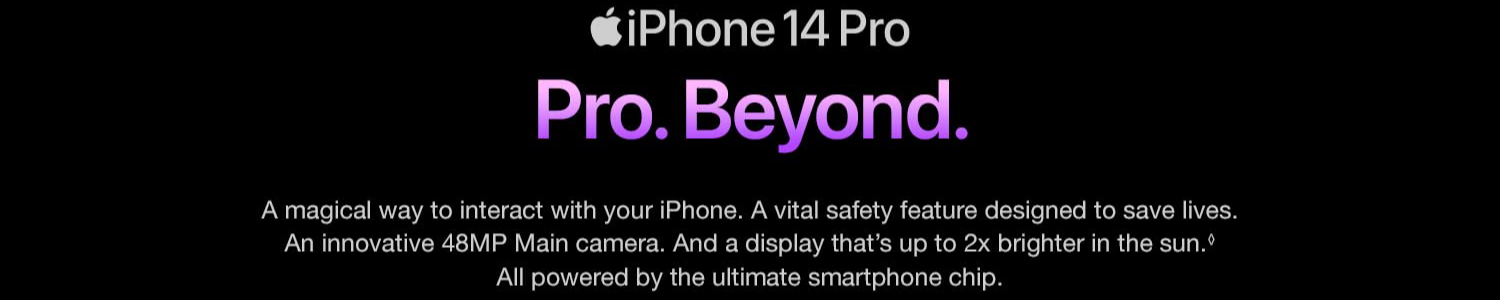 iPhone 14 Pro
Pro. Beyond.
A magical way to interact with your iPhone. A vital safety feature designed to save lives.
An innovative 48MP Main camera. And a display that’s up to 2x brighter in the sun.◊
All powered by the ultimate smartphone chip.